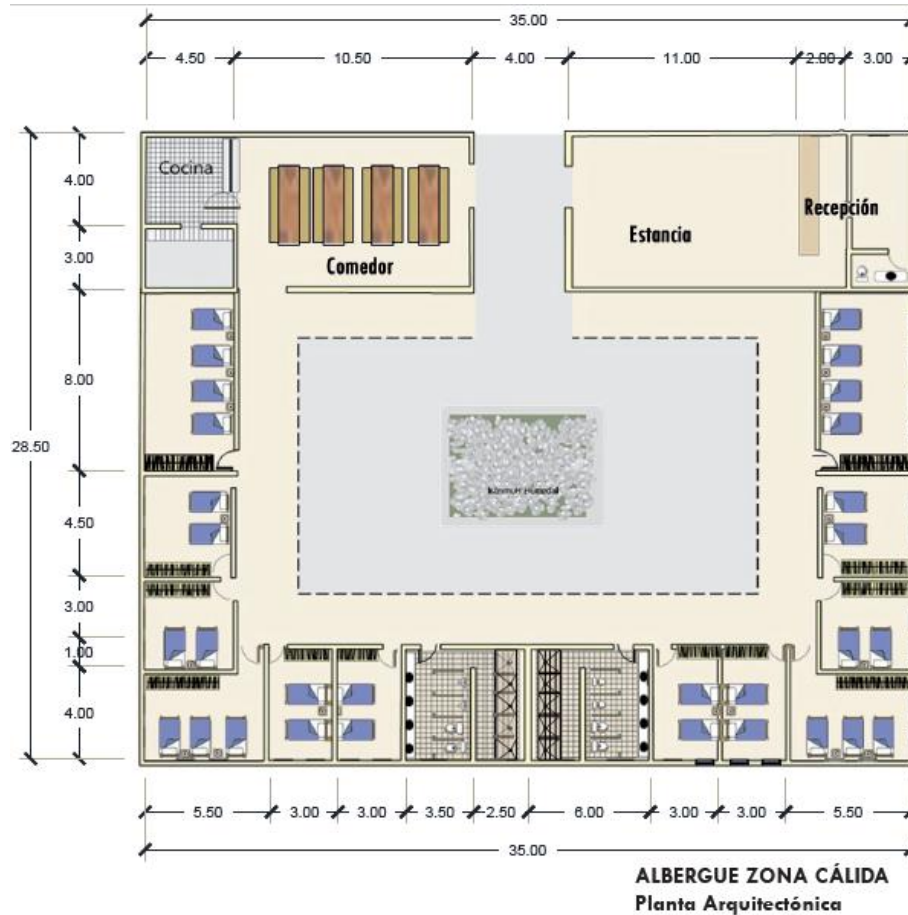 35.00
4.50 10.50 4.00 11.00 2.00 3.00
4.00
Cocina
Recepción
Estancia
Comedor
3.00
8.00
28.50
Humedal
4.50
3.00
1.00
4.00
5.50 3.00 3.00 3.50 2.50 6.00 3.00 3.00 5.50
35.00
ALBERGUE ZONA CÁLIDA
Planta Arquitectónica